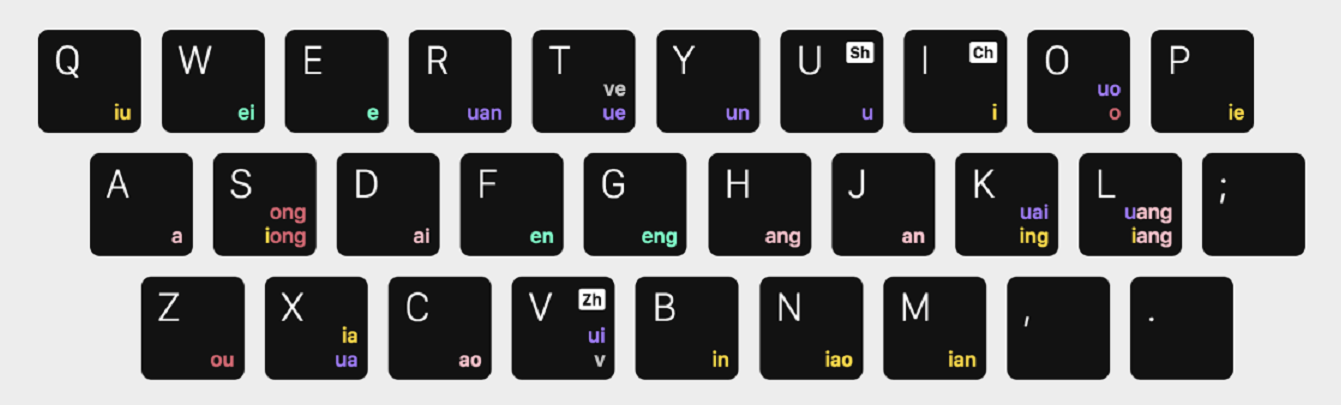 Q iu
W ei
E e
R uan
T ve ue
Y un
U Sh u
I Ch i
O uo o
P ie
A a
S ong iong
D ai
F en
G eng
H ang
J an
K uai ing
L uang iang
;
Z ou
X ia ua
C ao
V Zh ui v
B in
N iao
M ian
,
.